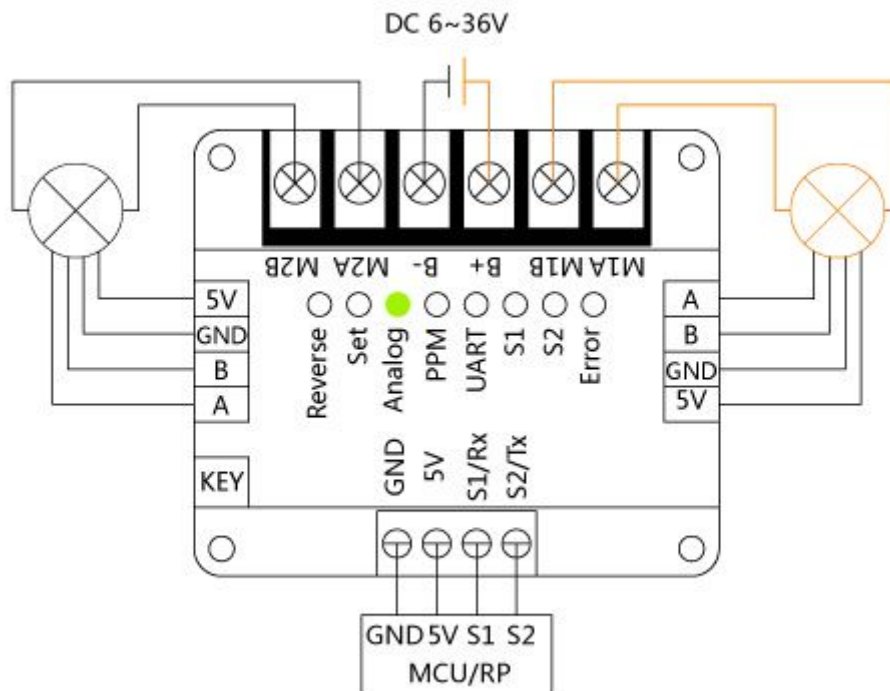 DC 6~36V
M2B M2A B- B+ M1B M1A
5V
GND
B
A
A
B
GND
5V
Reverse
Set
Analog
PPM
UART
S1
S2
Error
KEY
GND
5V
S1/Rx
S2/Tx
GND 5V S1 S2
MCU/RP